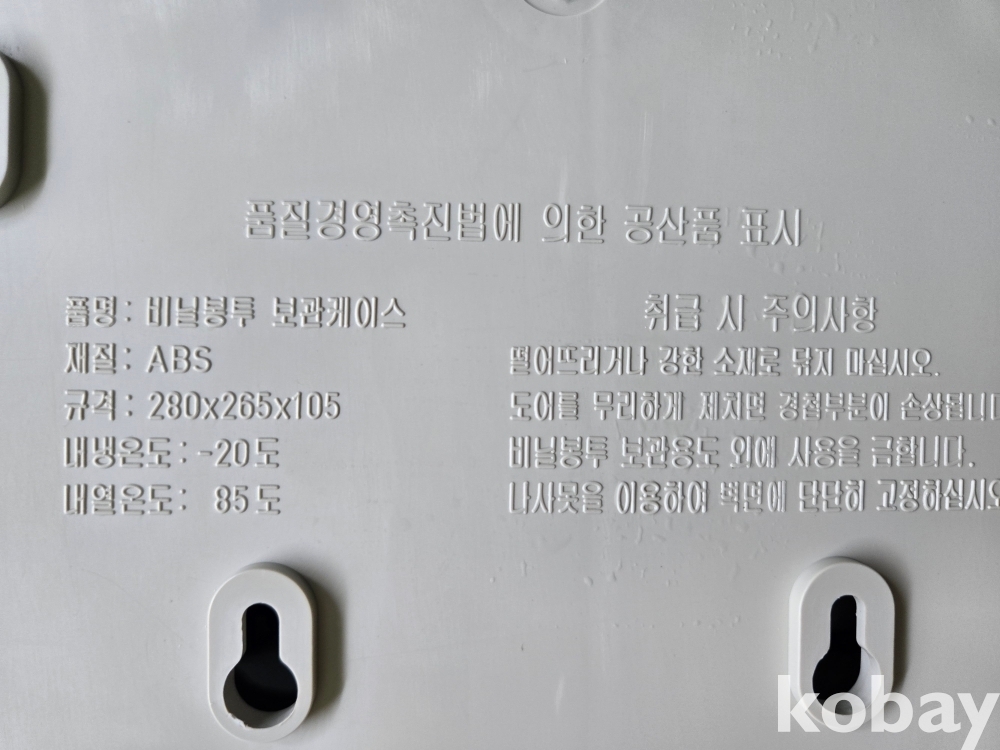 품질경영촉진법에 의한 공산품 표시
품명: 비닐봉투 보관케이스
재질: ABS
규격: 280x265x105
내냉온도: -20도
내열온도: 85도
취급 시 주의사항
떨어뜨리거나 강한 소재로 닦지 마십시오.
도어를 무리하게 제치면 경첩부분이 손상됩니다
비닐봉투 보관용도 외에 사용을 금합니다.
나사못을 이용하여 벽면에 단단히 고정하십시오
kobay